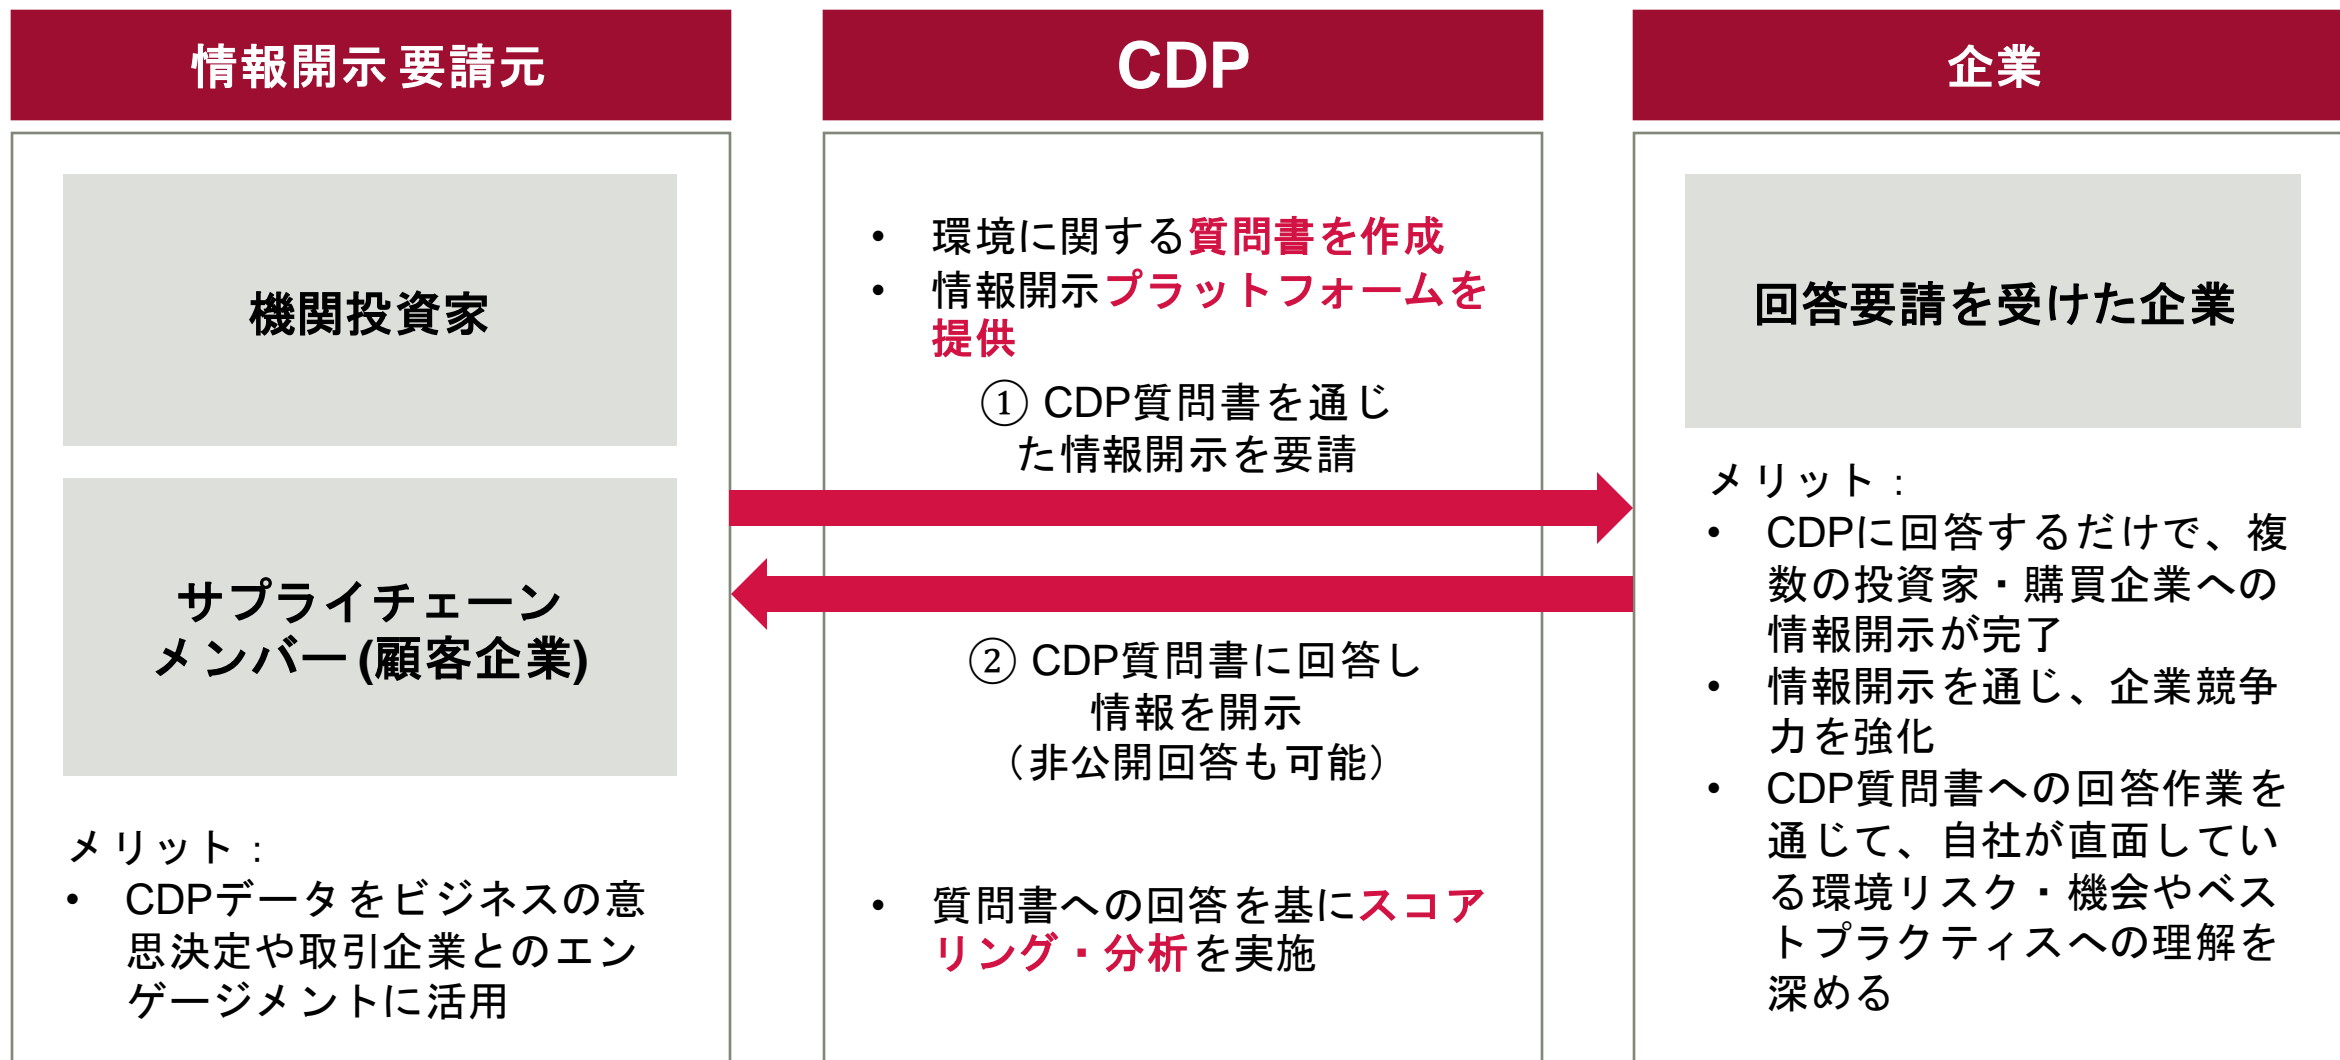 情報開示 要請元
機関投資家
サプライチェーン
メンバー(顧客企業)
メリット：
• CDPデータをビジネスの意
思決定や取引企業とのエン
ゲージメントに活用
CDP
• 環境に関する質問書を作成
• 情報開示プラットフォームを
提供
① CDP質問書を通じ
た情報開示を要請
② CDP質問書に回答し
情報を開示
（非公開回答も可能）
• 質問書への回答を基にスコア
リング・分析を実施
企業
回答要請を受けた企業
メリット：
• CDPに回答するだけで、複
数の投資家・購買企業への
情報開示が完了
• 情報開示を通じ、企業競争
力を強化
• CDP質問書への回答作業を
通じて、自社が直面してい
る環境リスク・機会やベス
トプラクティスへの理解を
深める